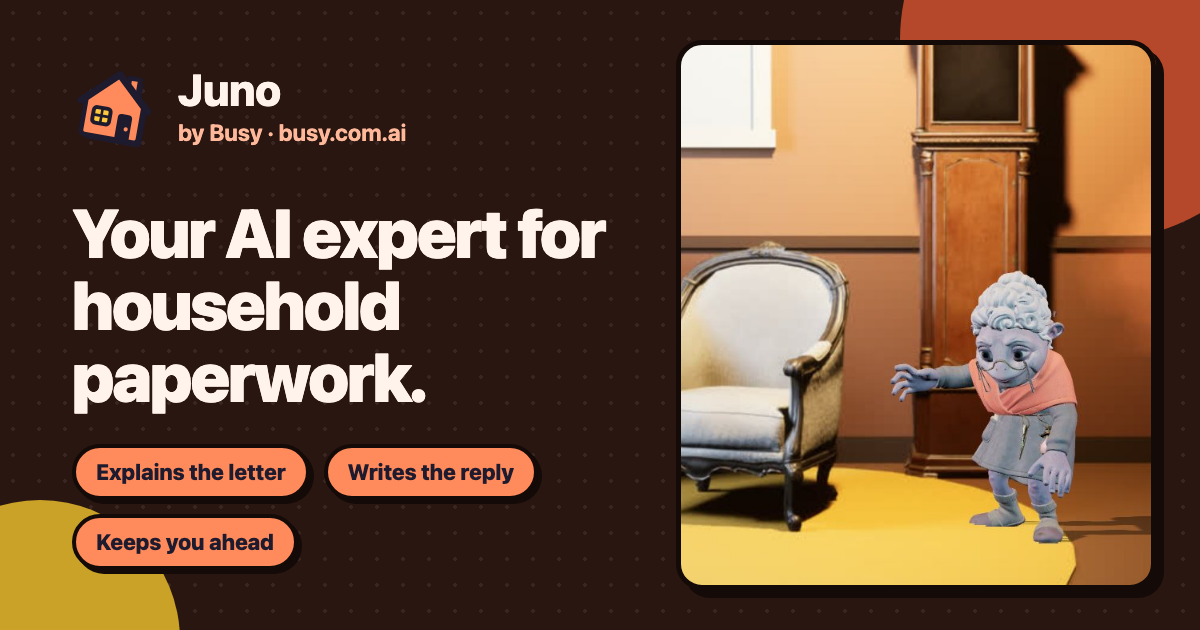 Juno
by Busy · busy.com.ai
Your AI expert for
household
paperwork.
Explains the letter
Writes the reply
Keeps you ahead